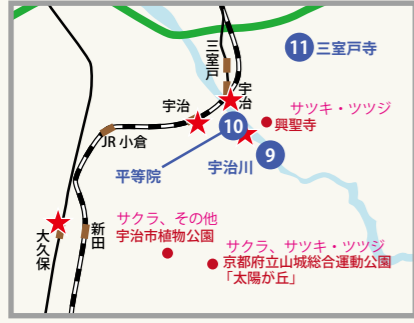 11 三室戸寺
三室戸
宇治
宇治
サツキ・ツツジ
興聖寺
10
JR 小倉
平等院
宇治川
9
サクラ、その他
宇治市植物公園
サクラ、サツキ・ツツジ
京都府立山城総合運動公園
「太陽が丘」
大久保
新田